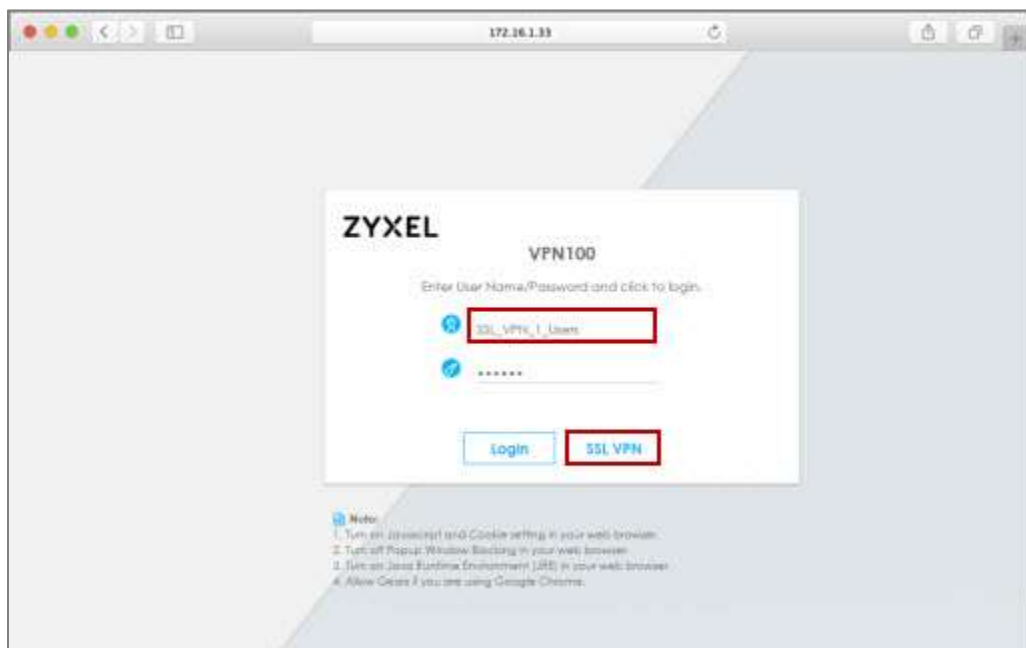 172.16.1.33
ZYXEL
VPN100
Enter User Name/Password and click to login.
SSL_VPN_1_Users
••••••
Login
SSL VPN
Note:
1. Turn on Javascript and Cookie setting in your web browser.
2. Turn off Popup Window Blocking in your web browser.
3. Turn on Java Runtime Environment (JRE) in your web browser.
4. Allow Gears if you are using Google Chrome.